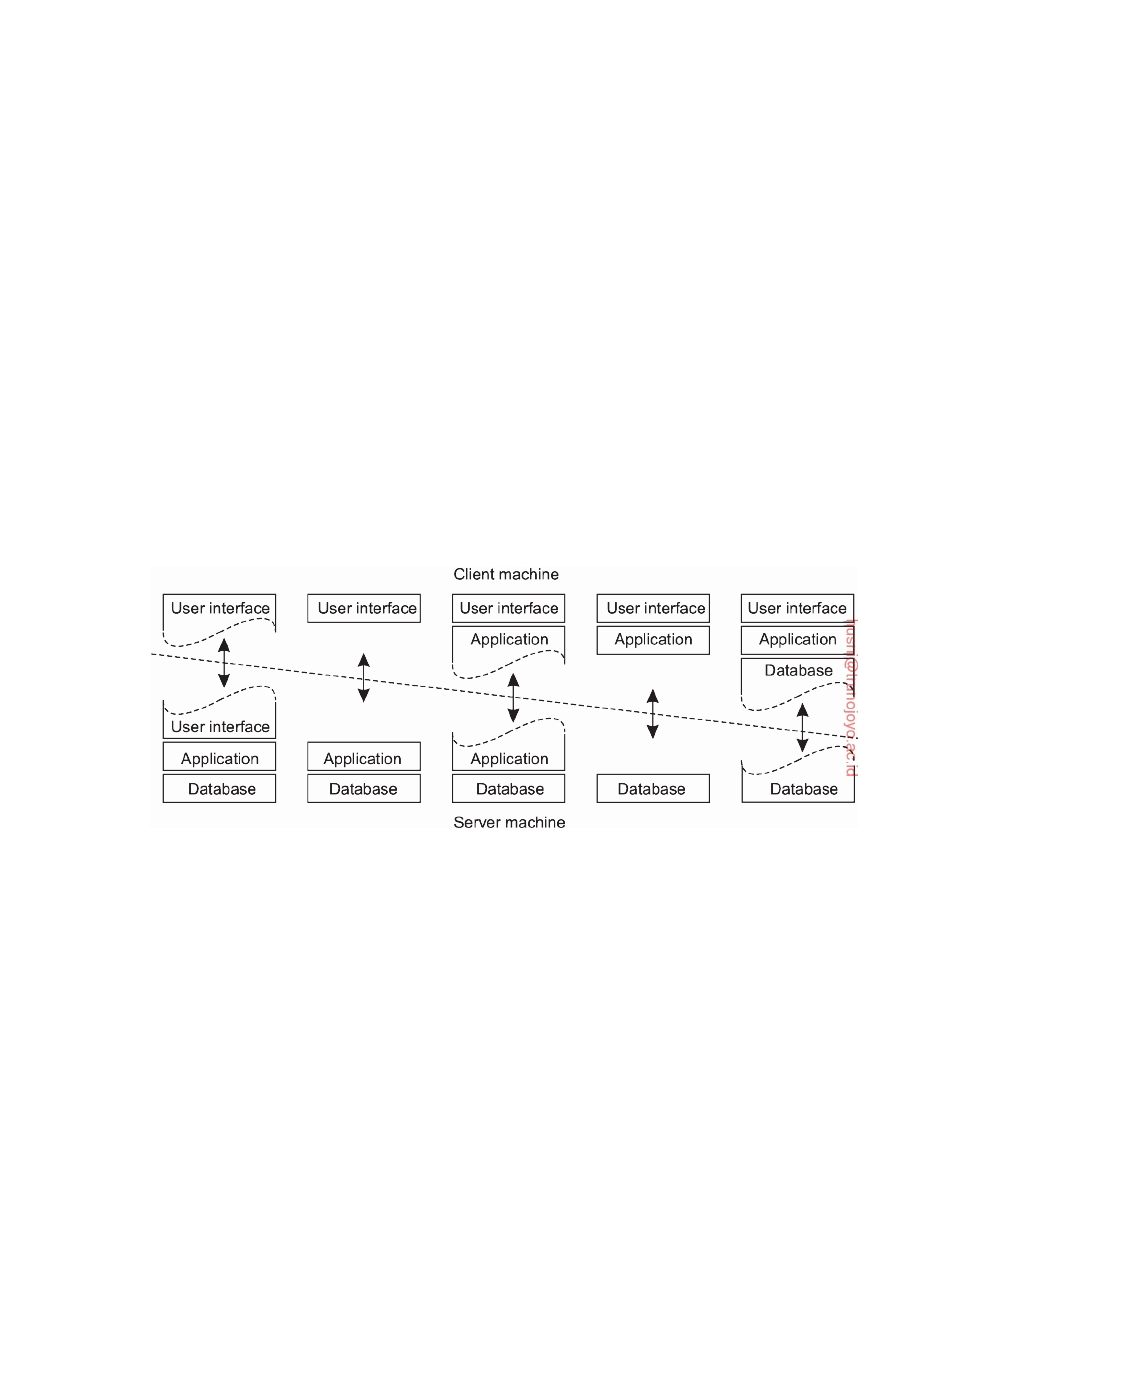 Client machine
User interface User interface User interface User interface User interface
Application Application Application
Database
User interface
Application Application Application
Database Database Database Database Database
Server machine